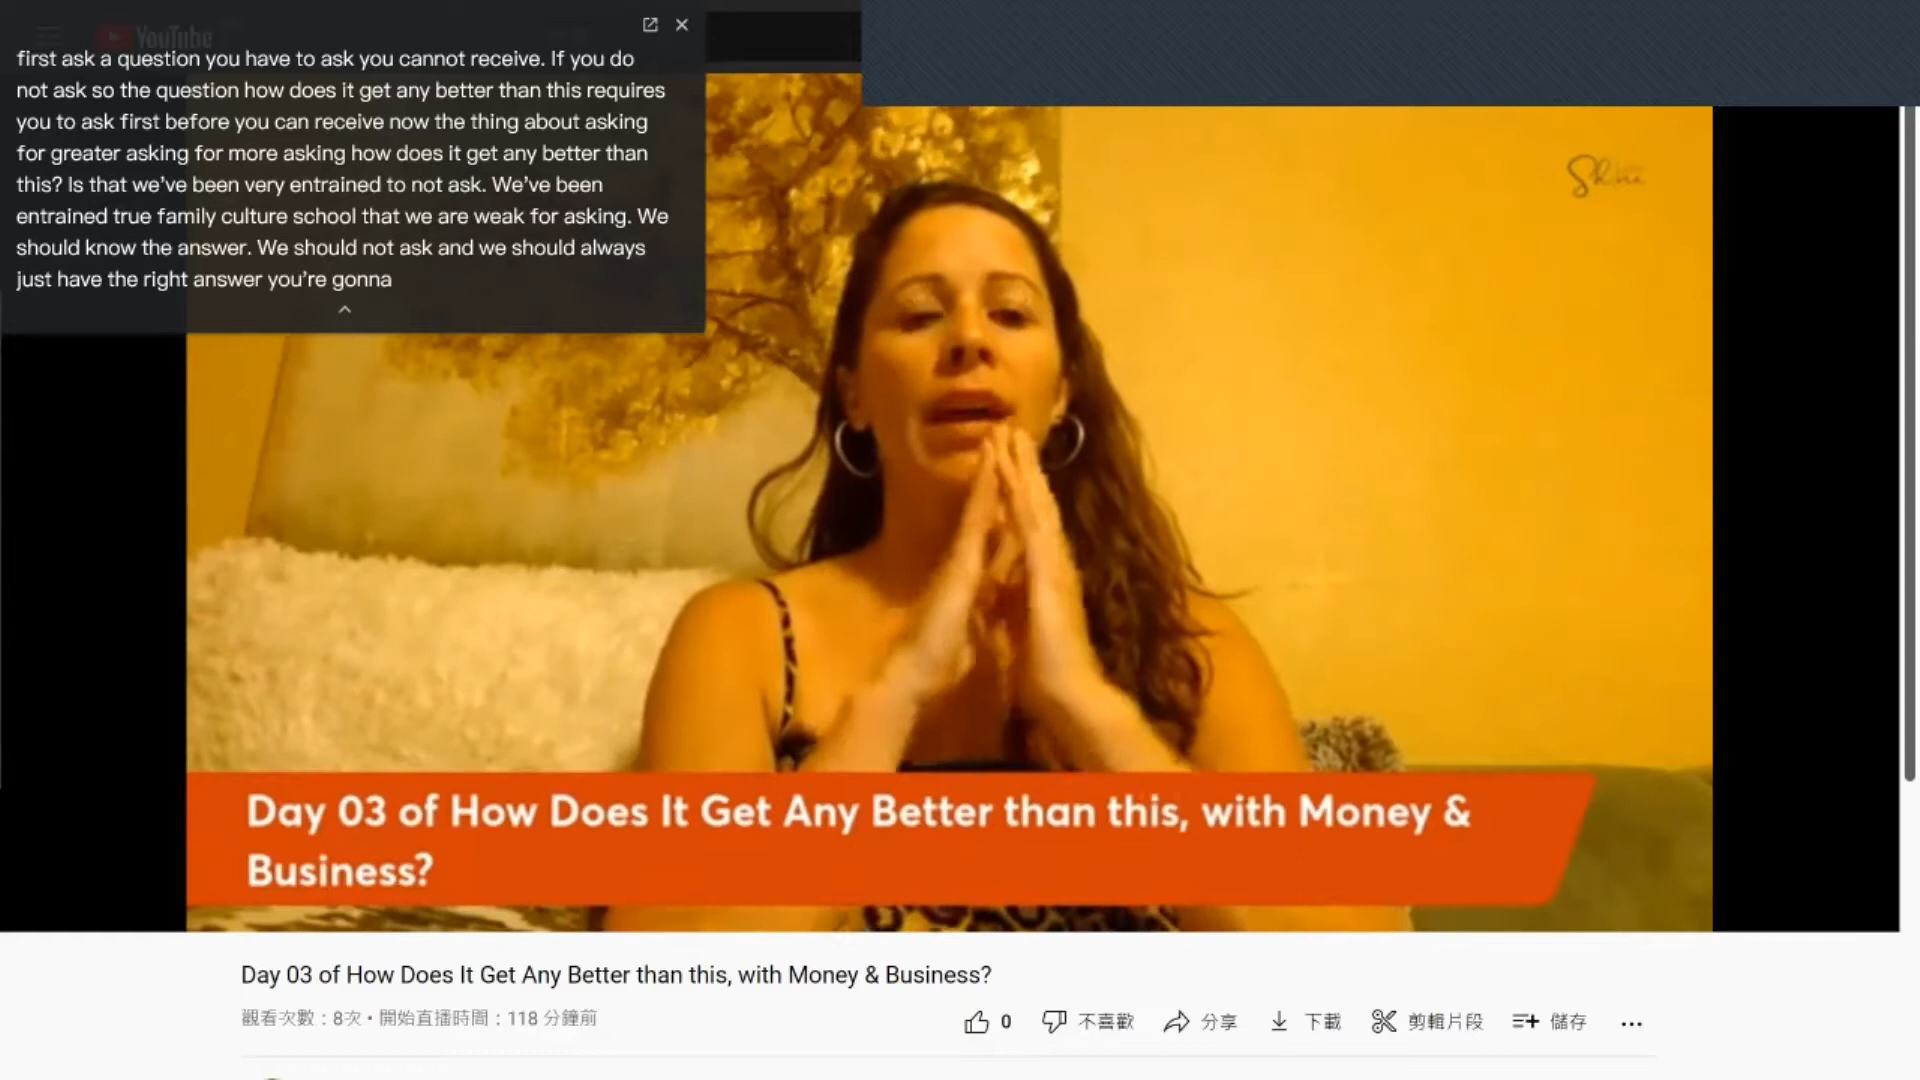 YouTube
first ask a question you have to ask you cannot receive. If you do
not ask so the question how does it get any better than this requires
you to ask first before you can receive now the thing about asking
for greater asking for more asking how does it get any better than
this? Is that we've been very entrained to not ask. We've been
entrained true family culture school that we are weak for asking. We
should know the answer. We should not ask and we should always
just have the right answer you're gonna
Shine
Day 03 of How Does It Get Any Better than this, with Money &
Business?
Day 03 of How Does It Get Any Better than this, with Money & Business?
觀看次數：8次 • 開始直播時間：118 分鐘前
0 不喜歡 分享 下載 剪輯片段 儲存